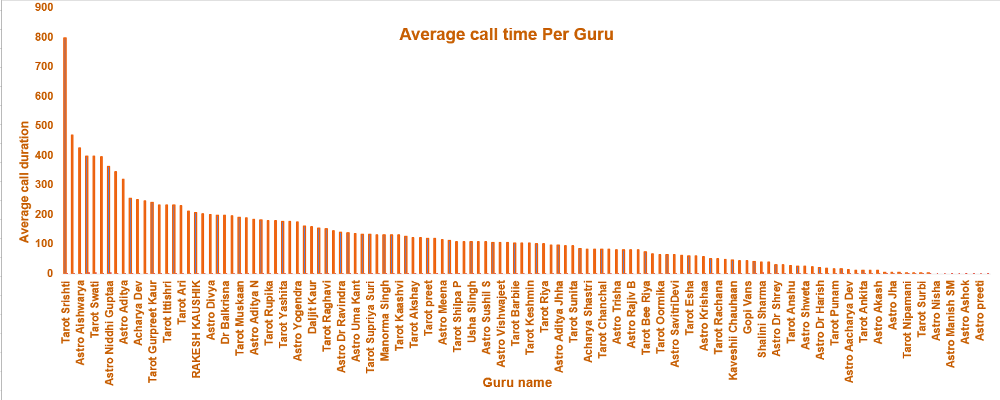 Average call time Per Guru
Average call duration
900
800
700
600
500
400
300
200
100
0
Tarot Srishti
Astro Aishwarya
Tarot Swati
Astro Niddhi Guptaa
Astro Aditya
Acharya Dev
Tarot Gurpreet Kaur
Tarot Ittishri
Tarot Ari
RAKESH KAUSHIK
Astro Divya
Dr Balkrisna
Tarot Muskaan
Astro Aditya N
Tarot Rupika
Tarot Yashita
Astro Yogendra
Daljit Kaur
Tarot Raghavi
Astro Dr Ravindra
Astro Uma Kant
Tarot Supriya Suri
Manorma Singh
Tarot Kaashvi
Tarot Akshay
Tarot preet
Astro Meena
Tarot Shilpa P
Usha Siingh
Astro Sushil S
Astro Vishwajeet
Tarot Barbiie
Tarot Keshmin
Tarot Riya
Astro Aditya Jhha
Tarot Sunita
Acharya Shastri
Tarot Chanchal
Astro Trisha
Astro Rajiv B
Tarot Bee Riya
Tarot Oormika
Astro SavitriDevi
Tarot Esha
Astro Krishaa
Tarot Rachana
Kaveshii Chauhaan
Gopi Vans
Shalini Sharma
Astro Dr Shrey
Tarot Anshu
Astro Shweta
Astro Dr Harish
Tarot Punam
Astro Aacharya Dev
Tarot Ankita
Astro Akash
Astro Jha
Tarot Nipamani
Tarot Surbi
Astro Nisha
Astro Manish SM
Astro Ashok
Astro preeti
Guru name